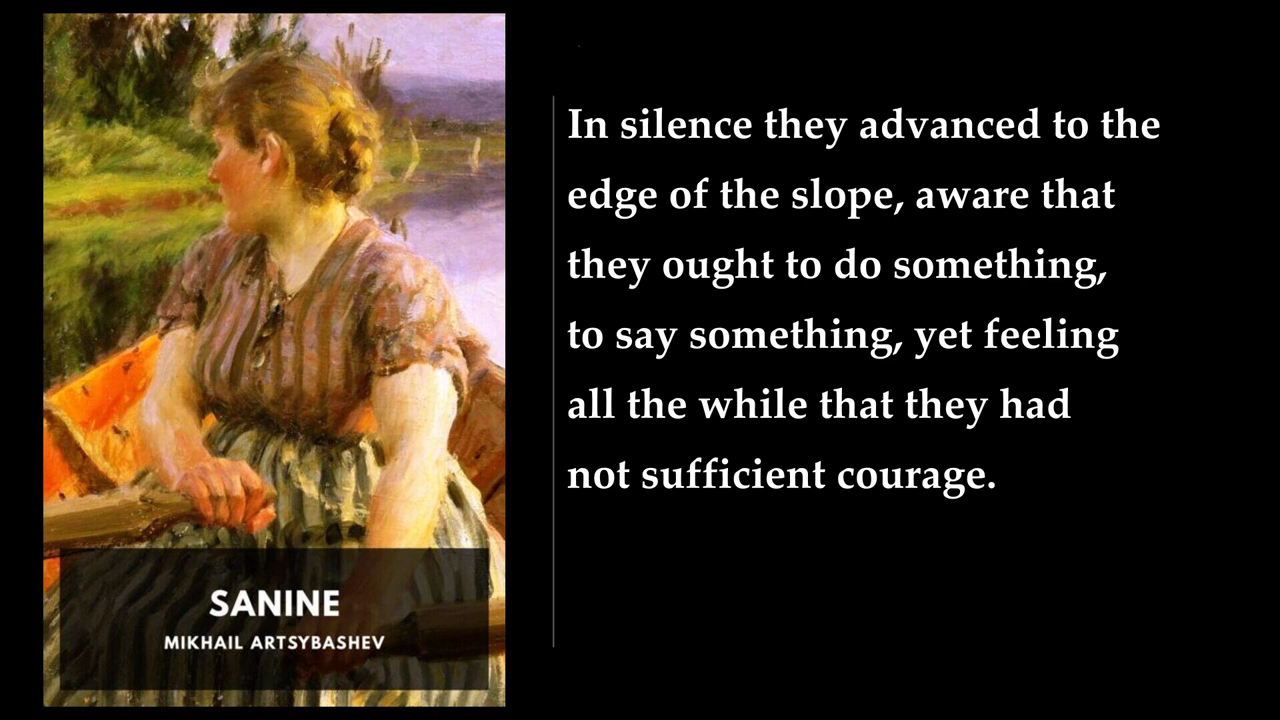 SANINE
MIKHAIL ARTSYBASHEV
In silence they advanced to the
edge of the slope, aware that
they ought to do something,
to say something, yet feeling
all the while that they had
not sufficient courage.